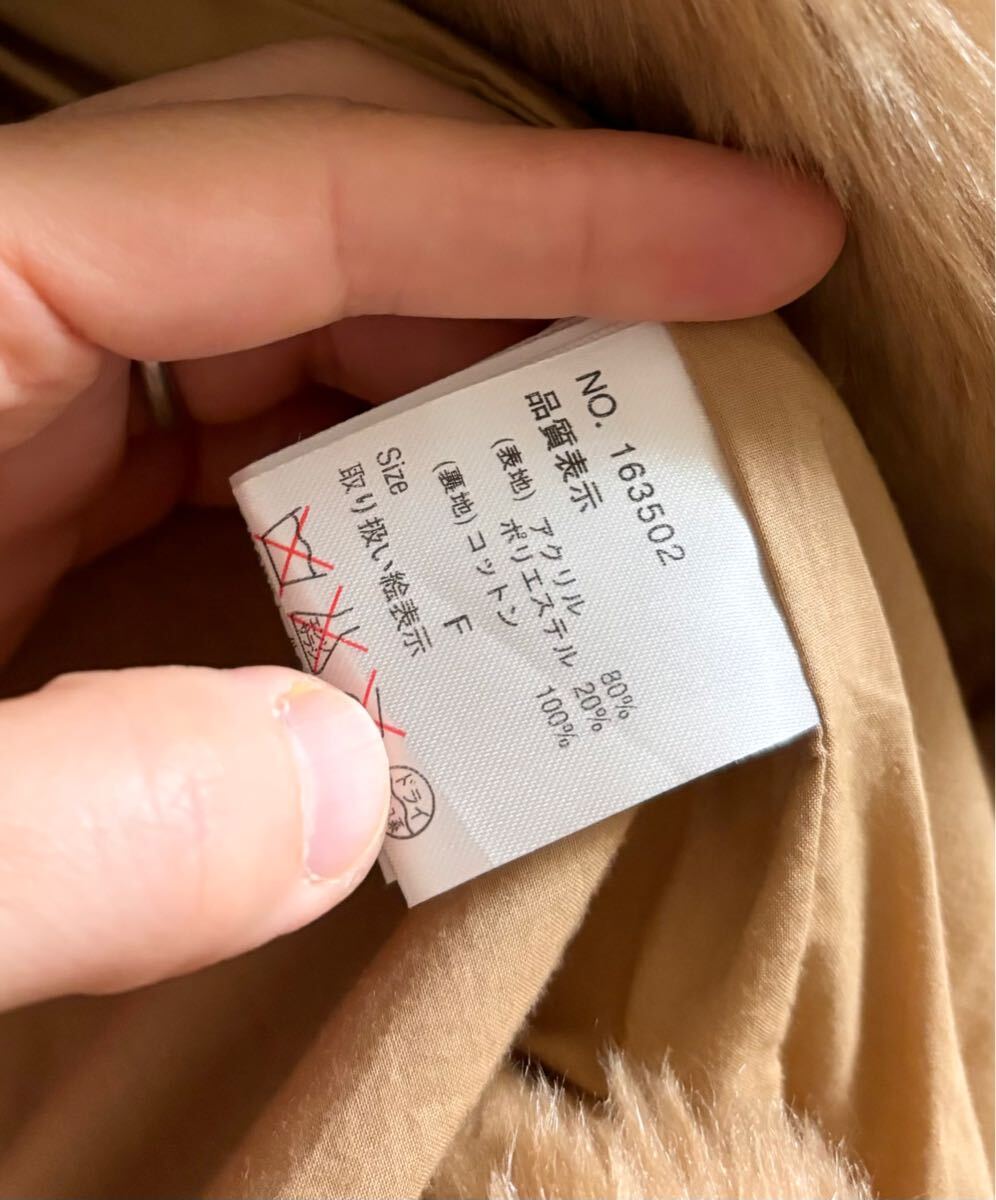 NO. 163502
品質表示
(表地) アクリル 80%
ポリエステル 20%
(裏地) コットン 100%
Size F
取り扱い絵表示
ドライ